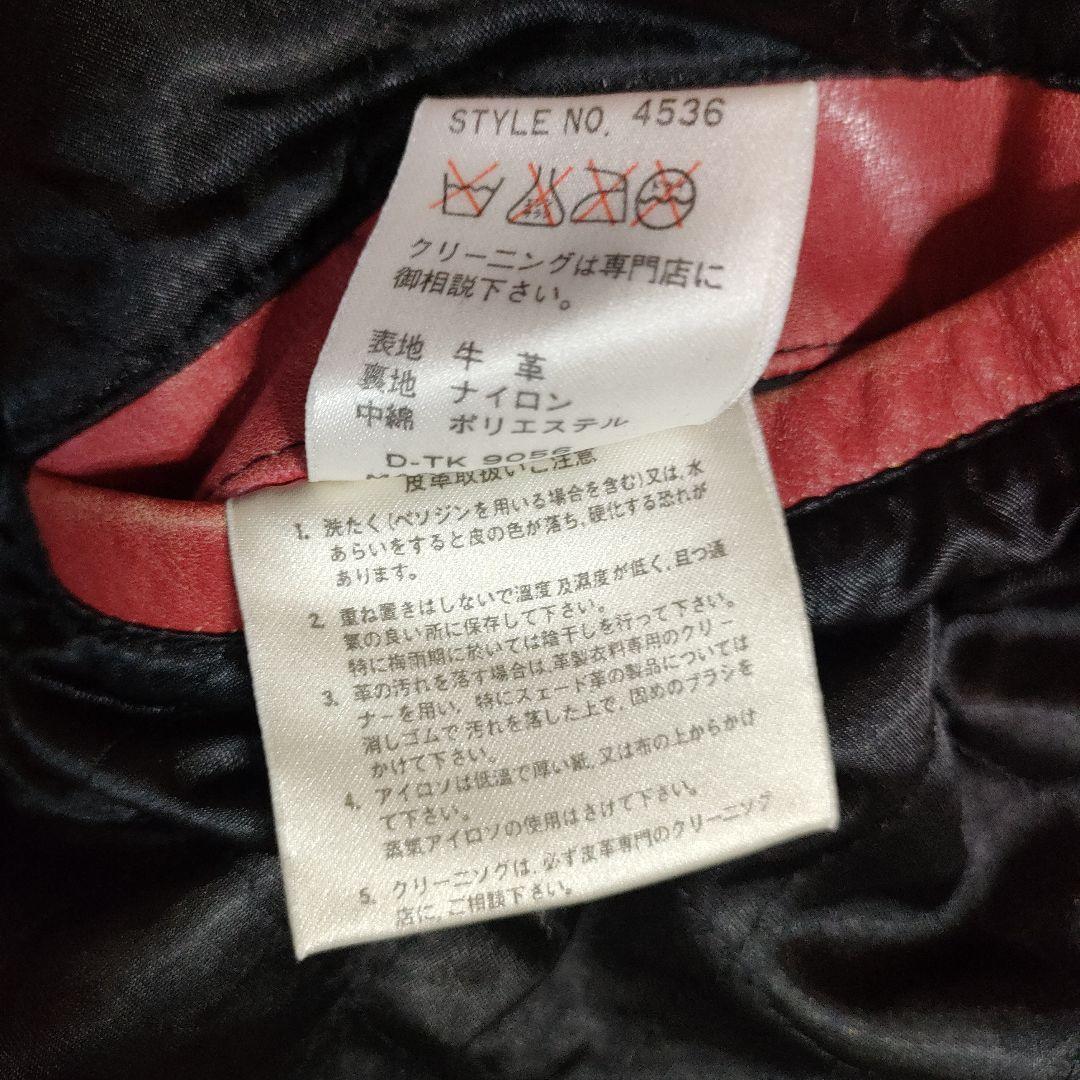 STYLE NO. 4536
クリーニングは専門店に
御相談下さい。
表地 牛革
裏地 ナイロン
中綿 ポリエステル
D-TK 9056
皮革取扱いご注意
1. 洗たく(ベソジンを用いる場合を含む)又は、水
あらいをすると皮の色が落ち、硬化する恐れが
あります。
2. 重ね置きはしないで温度及湿度が低く、且つ通
氣の良い所に保存して下さい。
特に梅雨期に於いては陰干しを行って下さい。
3. 革の汚れを落す場合は、革製衣料専用のクリー
ナーを用い、特にスェード革の製品については
消しゴムで汚れを落した上で、固めのブラシを
かけて下さい。
4. アイロソは低温で厚い紙、又は布の上からかけ
て下さい。
蒸氣アイロソの使用はさけて下さい。
5. クリーニソグは、必ず皮革専門のクリーニソグ
店に、ご相談下さい。